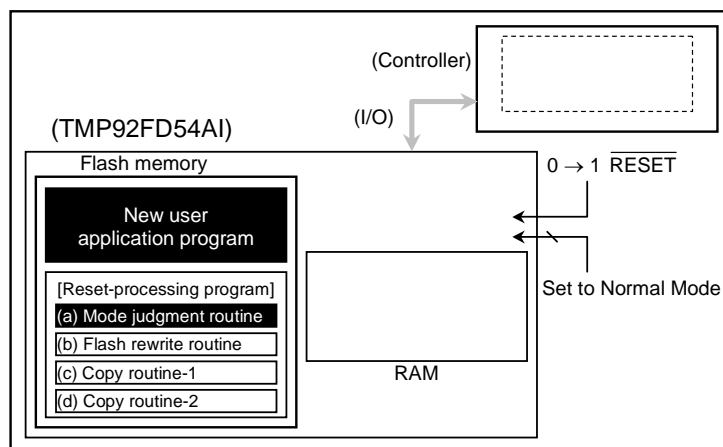 (Controller)
(I/O)
(TMP92FD54AI)
Flash memory
0 → 1 RESET
New user
application program
[Reset-processing program]
(a) Mode judgment routine
(b) Flash rewrite routine
(c) Copy routine-1
(d) Copy routine-2
Set to Normal Mode
RAM